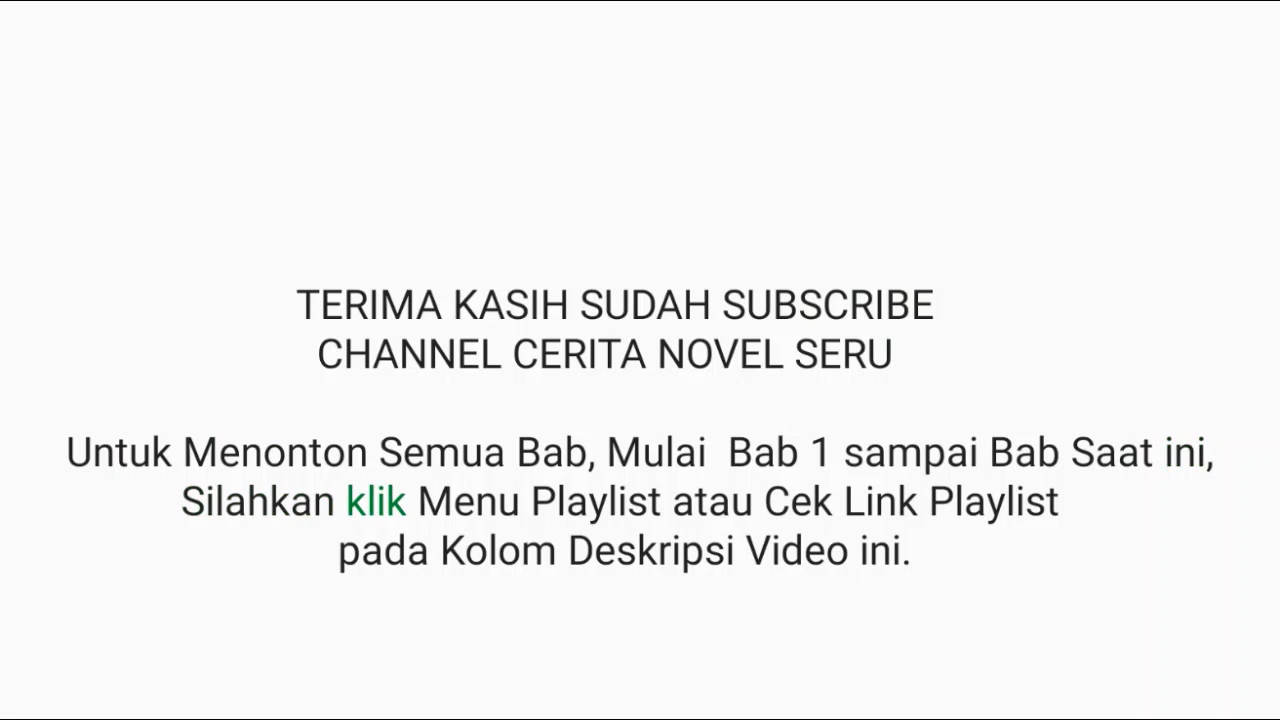 TERIMA KASIH SUDAH SUBSCRIBE
CHANNEL CERITA NOVEL SERU
Untuk Menonton Semua Bab, Mulai  Bab 1 sampai Bab Saat ini,
Silahkan klik Menu Playlist atau Cek Link Playlist
pada Kolom Deskripsi Video ini.